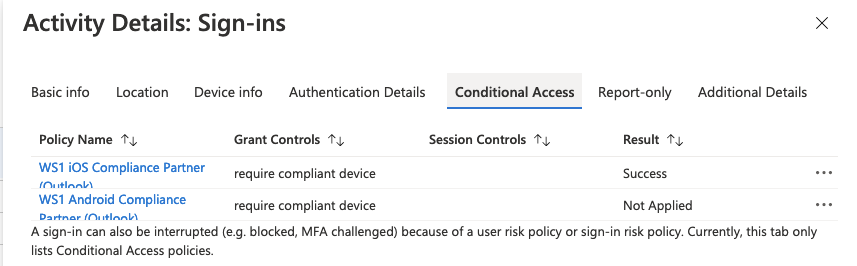 Activity Details: Sign-ins
Basic info Location Device info Authentication Details Conditional Access Report-only Additional Details
Policy Name Grant Controls Session Controls Result
WS1 iOS Compliance Partner require compliant device Success
(Outlook)
WS1 Android Compliance require compliant device Not Applied
Partner (Outlook)
A sign-in can also be interrupted (e.g. blocked, MFA challenged) because of a user risk policy or sign-in risk policy. Currently, this tab only
lists Conditional Access policies.